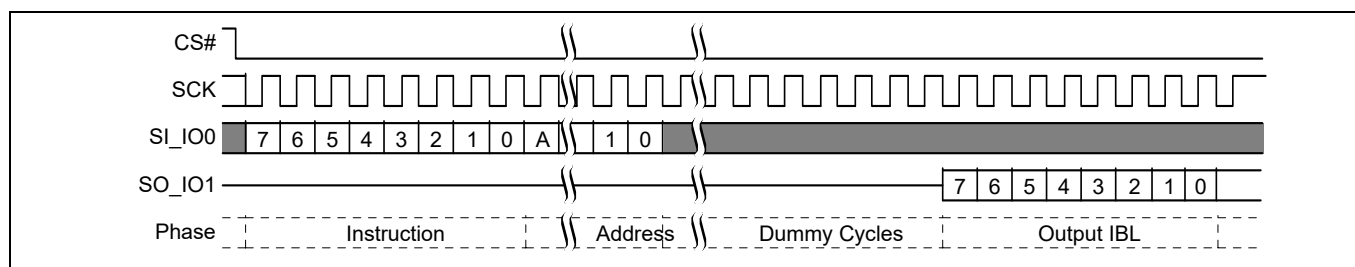 CS#
SCK
SI_IO0 7 6 5 4 3 2 1 0 A 1 0
SO_IO1 7 6 5 4 3 2 1 0
Phase Instruction Address Dummy Cycles Output IBL